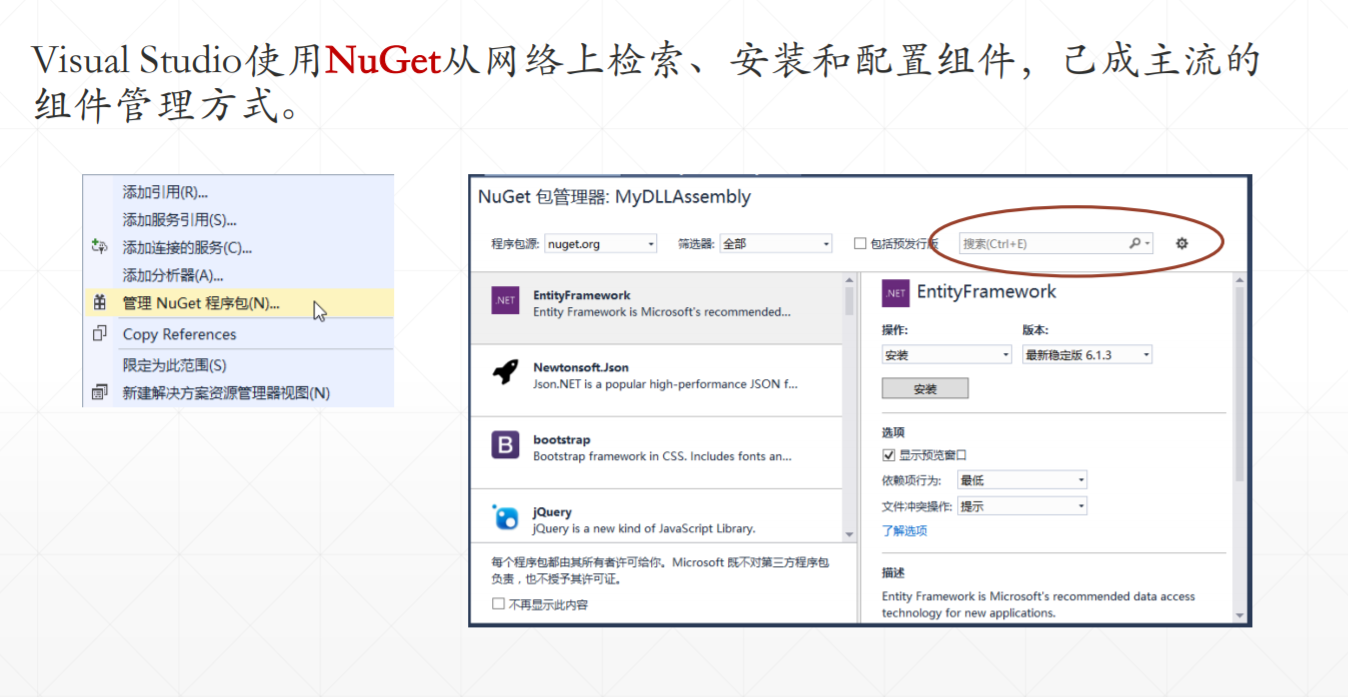 Visual Studio使用NuGet从网络上检索、安装和配置组件，已成主流的
组件管理方式。
添加引用(R)...
添加服务引用(S)...
添加连接的服务(C)...
添加分析器(A)...
管理 NuGet 程序包(N)...
Copy References
限定为此范围(S)
新建解决方案资源管理器视图(N)
NuGet 包管理器: MyDLLAssembly
程序包源: nuget.org 筛选器: 全部 包括预发行版 搜索(Ctrl+E)
.NET
EntityFramework
Entity Framework is Microsoft's recommended...
Newtonsoft.Json
Json.NET is a popular high-performance JSON f...
B
bootstrap
Bootstrap framework in CSS. Includes fonts an...
jQuery
jQuery is a new kind of JavaScript Library.
每个程序包都由其所有者许可给你。Microsoft 既不对第三方程序包
负责，也不授予其许可证。
不再显示此内容
.NET EntityFramework
操作: 版本:
安装 最新稳定版 6.1.3
安装
选项
显示预览窗口
依赖项行为: 最低
文件冲突操作: 提示
了解选项
描述
Entity Framework is Microsoft's recommended data access
technology for new applications.